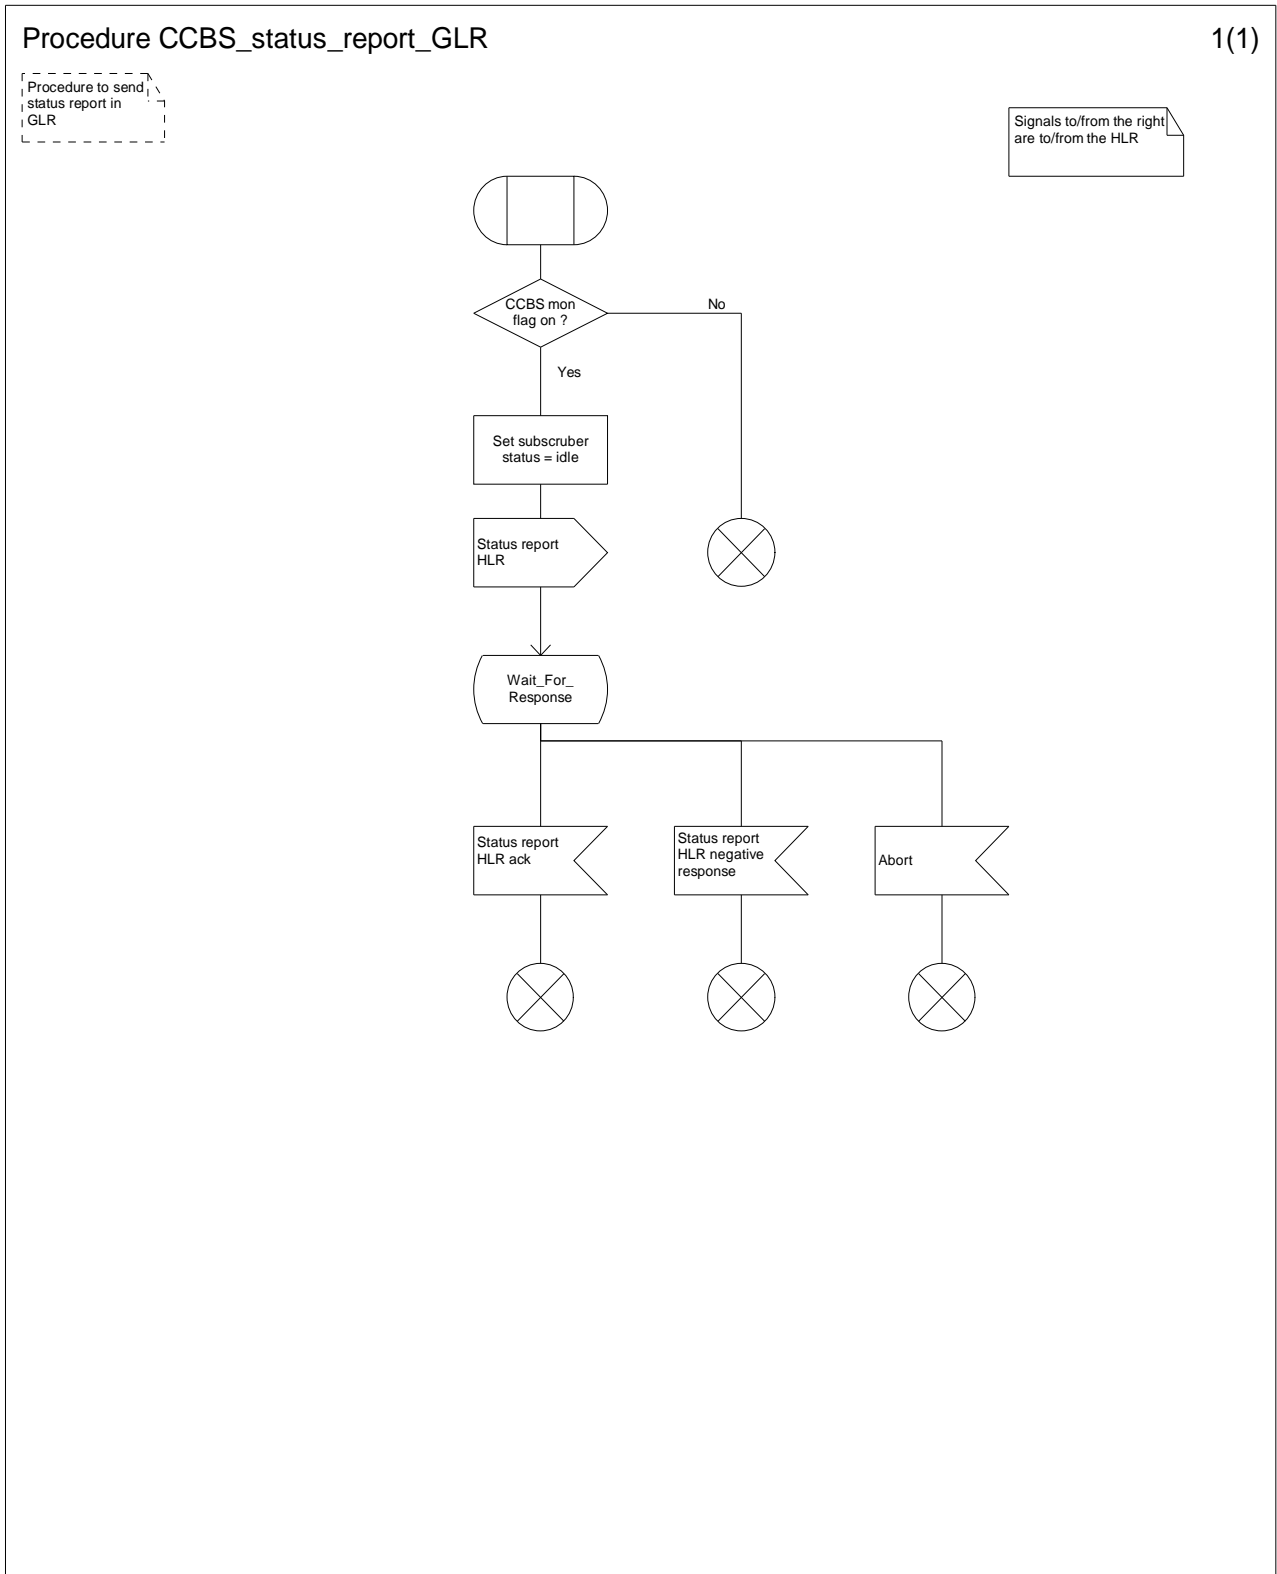 Procedure CCBS_status_report_GLR
1(1)
Procedure to send
status report in
GLR
Signals to/from the right
are to/from the HLR
CCBS mon
flag on ?
No
Yes
Set subscruber
status = idle
Status report
HLR
Wait_For_
Response
Status report
HLR ack
Status report
HLR negative
response
Abort